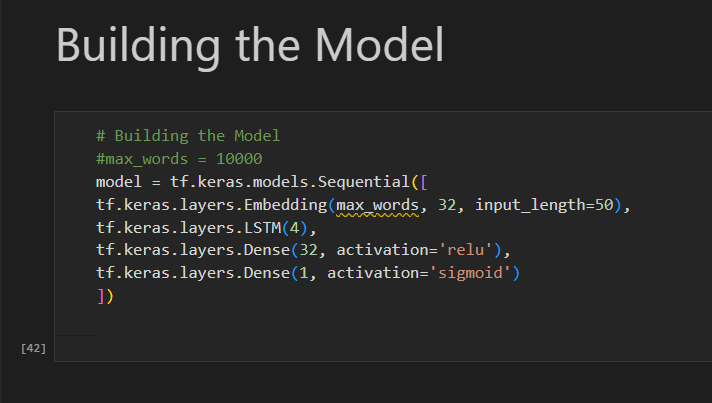 Building the Model
# Building the Model
#max_words = 10000
model = tf.keras.models.Sequential([
tf.keras.layers.Embedding(max_words, 32, input_length=50),
tf.keras.layers.LSTM(4),
tf.keras.layers.Dense(32, activation='relu'),
tf.keras.layers.Dense(1, activation='sigmoid')
])
[42]